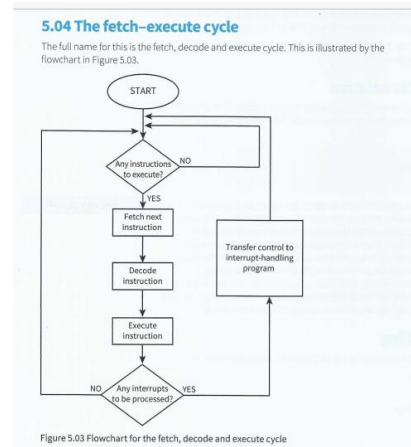 5.04 The fetch–execute cycle
The full name for this is the fetch, decode and execute cycle. This is illustrated by the
flowchart in Figure 5.03.
START
Any instructions
to execute?
NO
YES
Fetch next
instruction
Transfer control to
interrupt-handling
program
Decode
instruction
Execute
instruction
NO
Any interrupts
to be processed?
YES
Figure 5.03 Flowchart for the fetch, decode and execute cycle